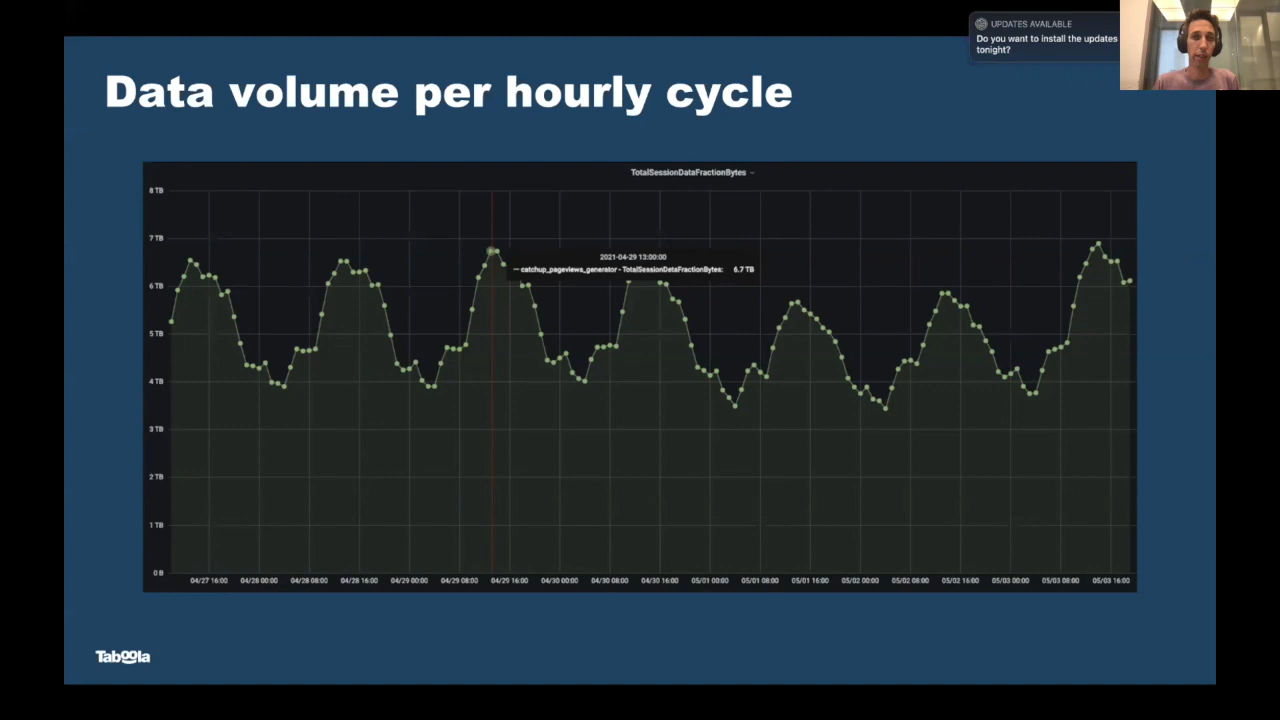 UPDATES AVAILABLE
Do you want to install the updates
tonight?
Data volume per hourly cycle
TotalSessionDataFractionBytes
8 TB
7 TB
6 TB
5 TB
4 TB
3 TB
2 TB
1 TB
0 B
2021-04-29 13:00:00
catchup_pageviews_generator - TotalSessionDataFractionBytes: 6.7 TB
04/27 16:00 04/28 00:00 04/28 08:00 04/28 16:00 04/29 00:00 04/29 08:00 04/29 16:00 04/30 00:00 04/30 08:00 04/30 16:00 05/01 00:00 05/01 08:00 05/01 16:00 05/02 00:00 05/02 08:00 05/02 16:00 05/03 00:00 05/03 08:00 05/03 16:00
Taboola